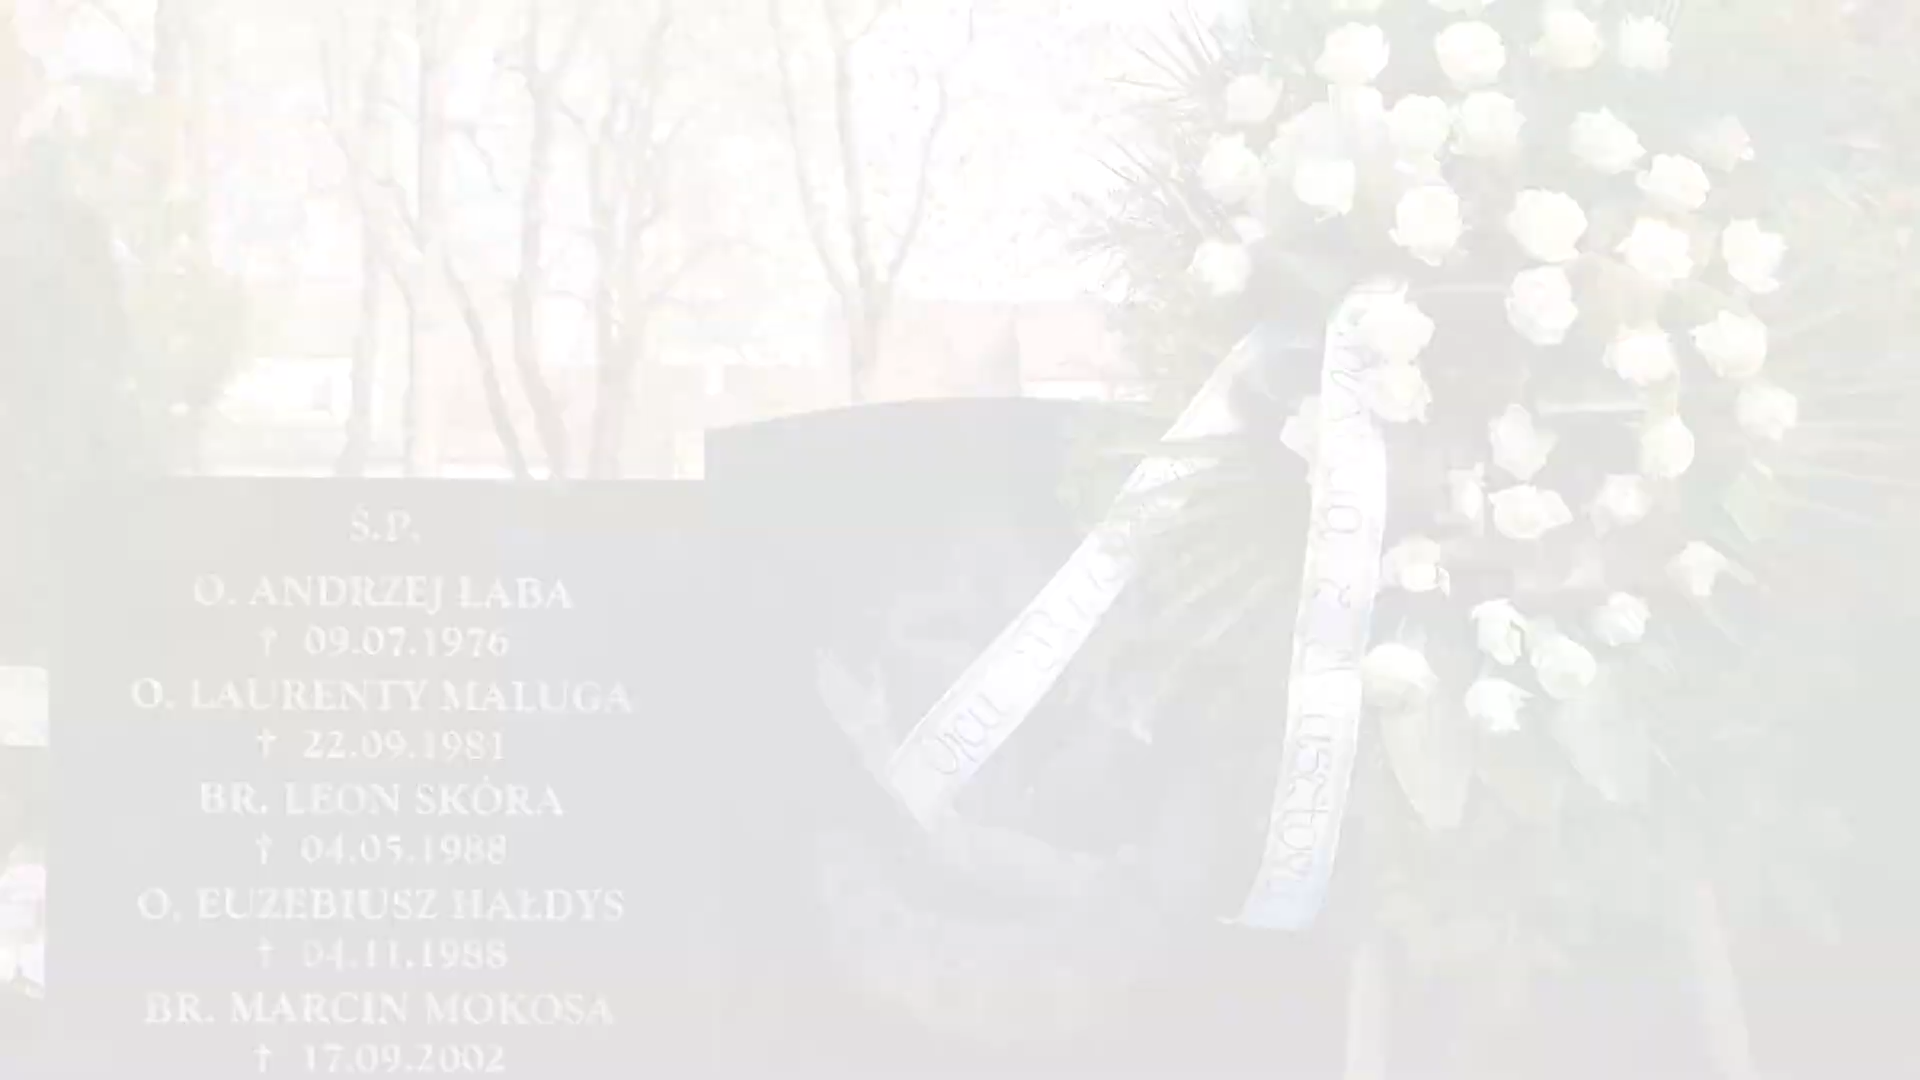 Ś.P.
O. ANDRZEJ ŁABA
† 09.07.1976
O. LAURENTY MALUGA
† 22.09.1981
BR. LEON SKÓRA
† 04.05.1988
O. EUZEBIUSZ HAŁDYS
† 04.11.1988
BR. MARCIN MOKOSA
† 17.09.2002
Ojcu